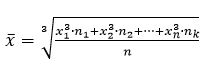 x̄ = ∛((x₁³·n₁+x₂³·n₂+⋯+xₙ³·nₖ)/n)